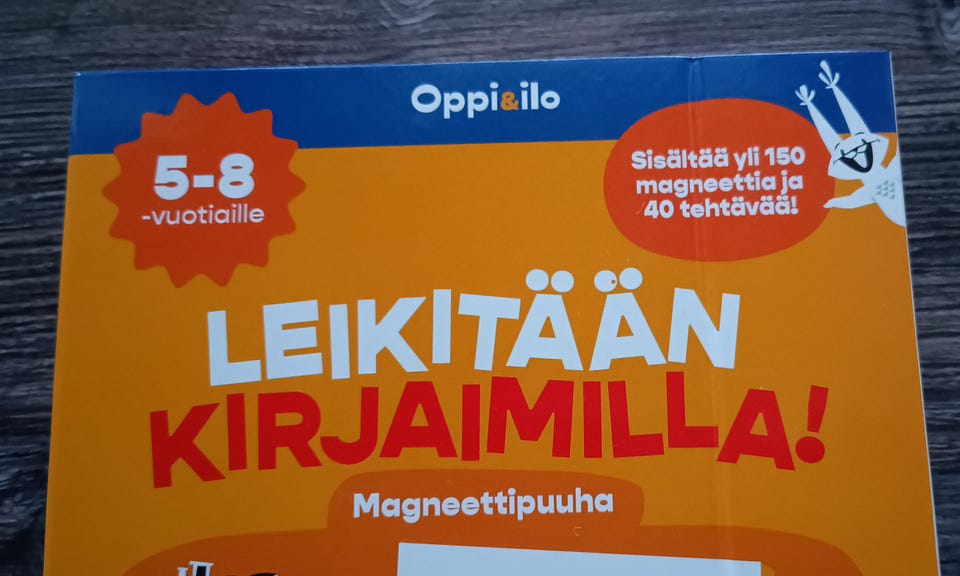 Oppi&ilo
5-8
-vuotiaille
Sisältää yli 150
magneettia ja
40 tehtävää!
LEIKITÄÄN
KIRJAIMILLA!
Magneettipuuha